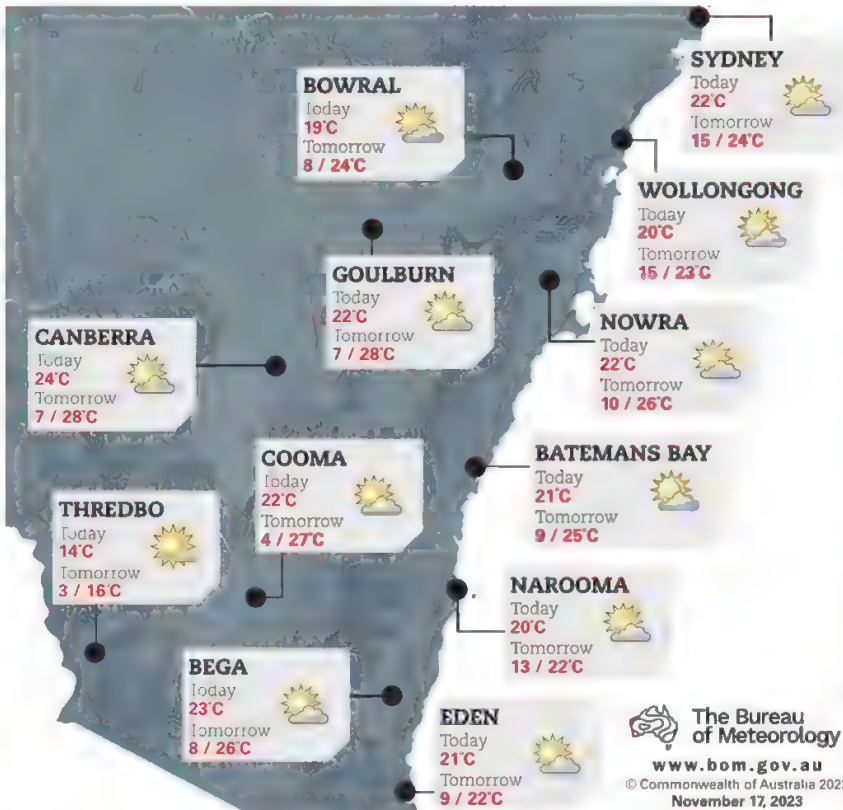 SYDNEY
Today
22°C
Tomorrow
15 / 24°C
BOWRAL
Today
19°C
Tomorrow
8 / 24°C
WOLLONGONG
Today
20°C
Tomorrow
15 / 23°C
GOULBURN
Today
22°C
Tomorrow
7 / 28°C
NOWRA
Today
22°C
Tomorrow
10 / 26°C
CANBERRA
Today
24°C
Tomorrow
7 / 28°C
COOMA
Today
22°C
Tomorrow
4 / 27°C
BATEMANS BAY
Today
21°C
Tomorrow
9 / 25°C
THREDBO
Today
14°C
Tomorrow
3 / 16°C
NAROOMA
Today
20°C
Tomorrow
13 / 22°C
BEGA
Today
23°C
Tomorrow
8 / 26°C
EDEN
Today
21°C
Tomorrow
9 / 22°C
The Bureau
of Meteorology
www.bom.gov.au
© Commonwealth of Australia 2023
November 17, 2023